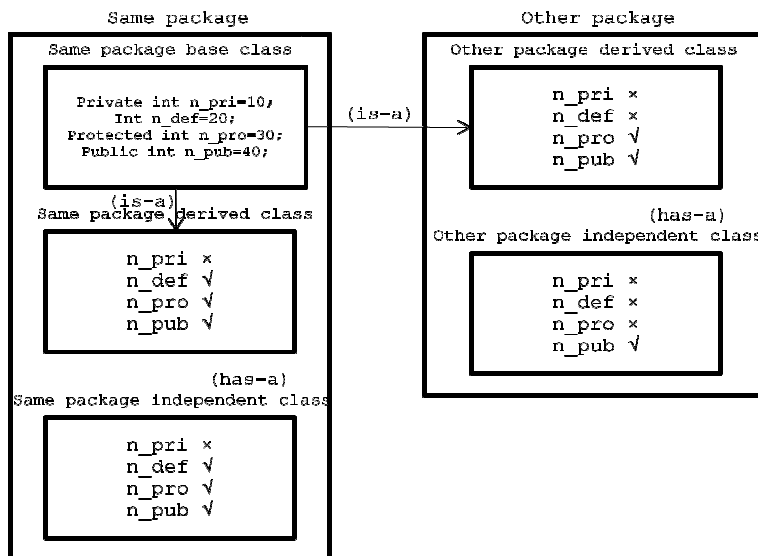 Same package
Same package base class
Private int n_pri=10;
Int n_def=20;
Protected int n_pro=30;
Public int n_pub=40;
(is-a)
Same package derived class
n_pri ×
n_def √
n_pro √
n_pub √
(has-a)
Same package independent class
n_pri ×
n_def √
n_pro √
n_pub √
(is-a)
Other package
Other package derived class
n_pri ×
n_def ×
n_pro √
n_pub √
(has-a)
Other package independent class
n_pri ×
n_def ×
n_pro ×
n_pub √